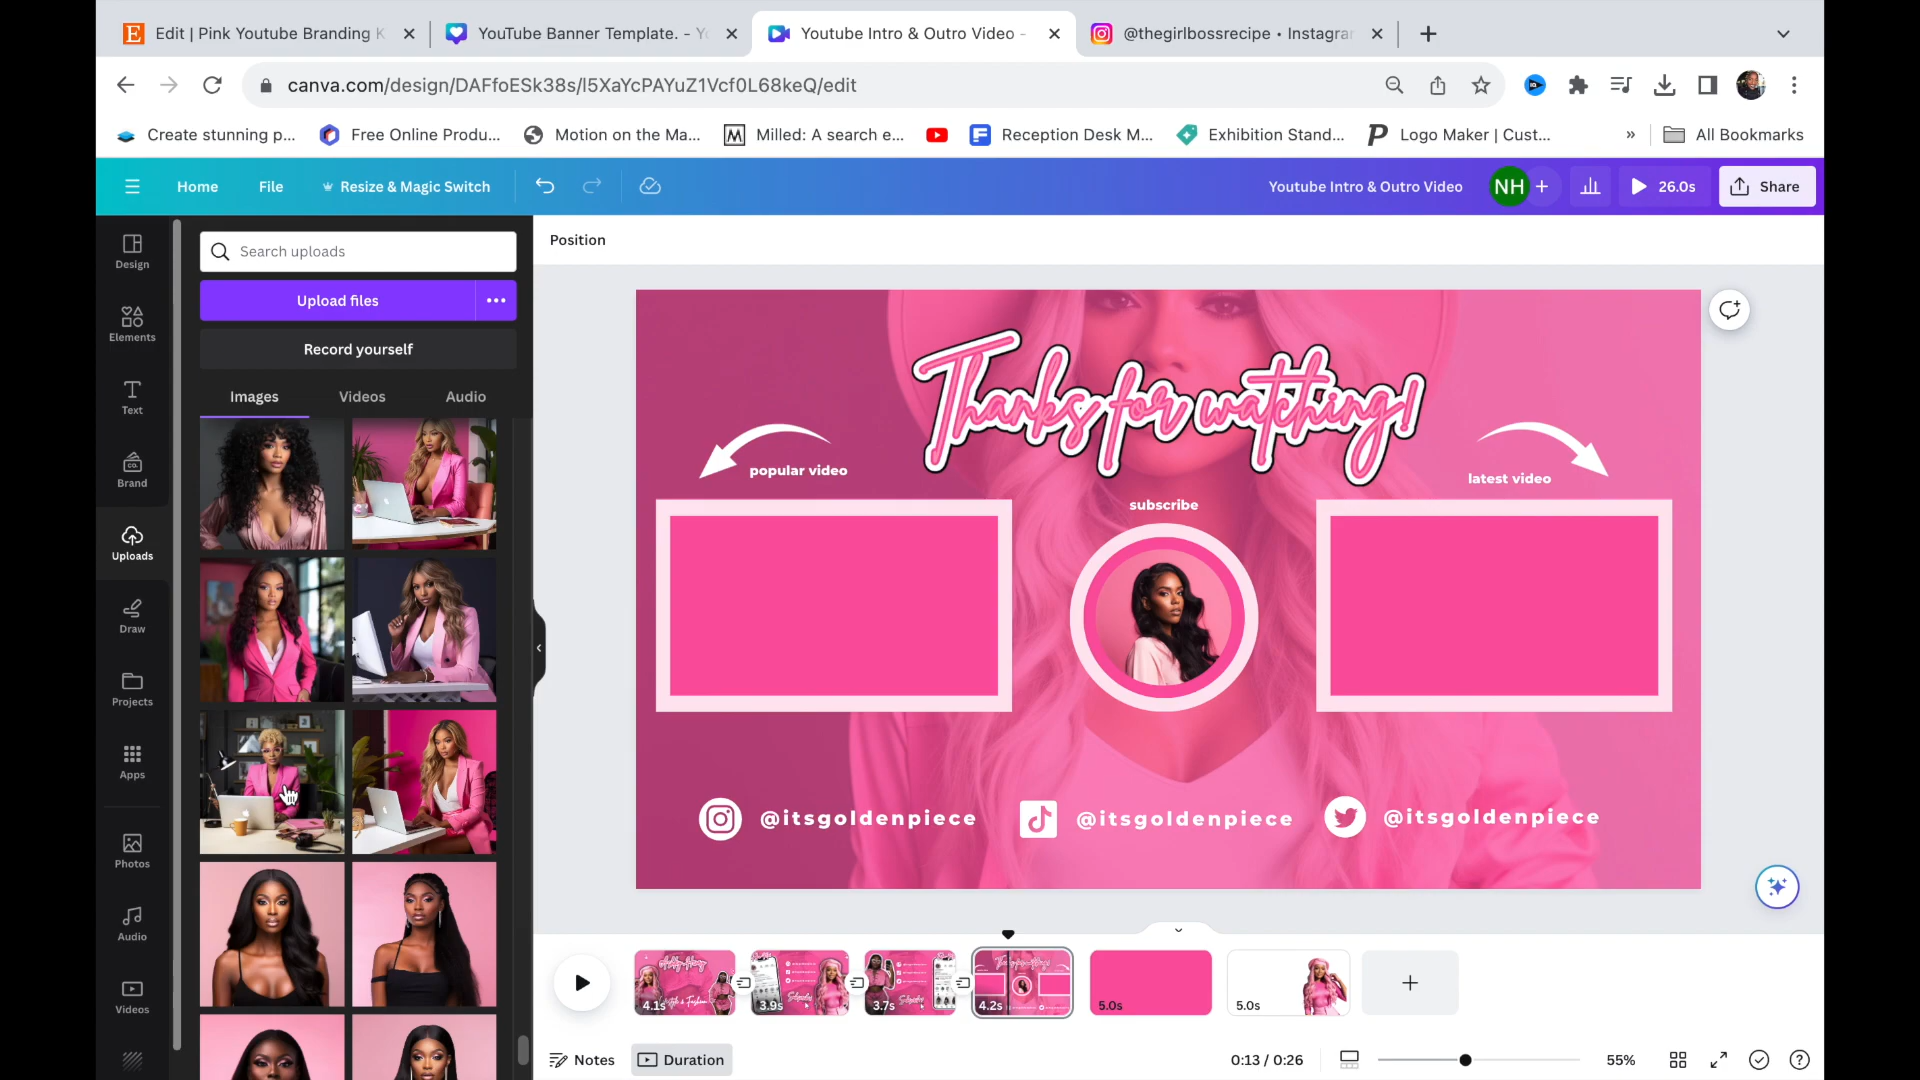 Edit | Pink Youtube Branding K
YouTube Banner Template. - Yo
Youtube Intro & Outro Video -
@thegirlbossrecipe • Instagram
canva.com/design/DAFfoESk38s/l5XaYcPAYuZ1Vcf0L68keQ/edit
Create stunning p...
Free Online Produ...
Motion on the Ma...
Milled: A search e...
Reception Desk M...
Exhibition Stand...
Logo Maker | Cust...
» All Bookmarks
Home
File
Resize & Magic Switch
Youtube Intro & Outro Video
NH
26.0s
Share
Position
Design
Elements
Text
Brand
Uploads
Draw
Projects
Apps
Photos
Audio
Videos
Search uploads
Upload files
Record yourself
Images
Videos
Audio
Thanks for watching!
popular video
latest video
subscribe
@itsgoldenpiece
@itsgoldenpiece
@itsgoldenpiece
4.1s
3.9s
3.7s
4.2s
5.0s
5.0s
Notes
Duration
0:13 / 0:26
55%